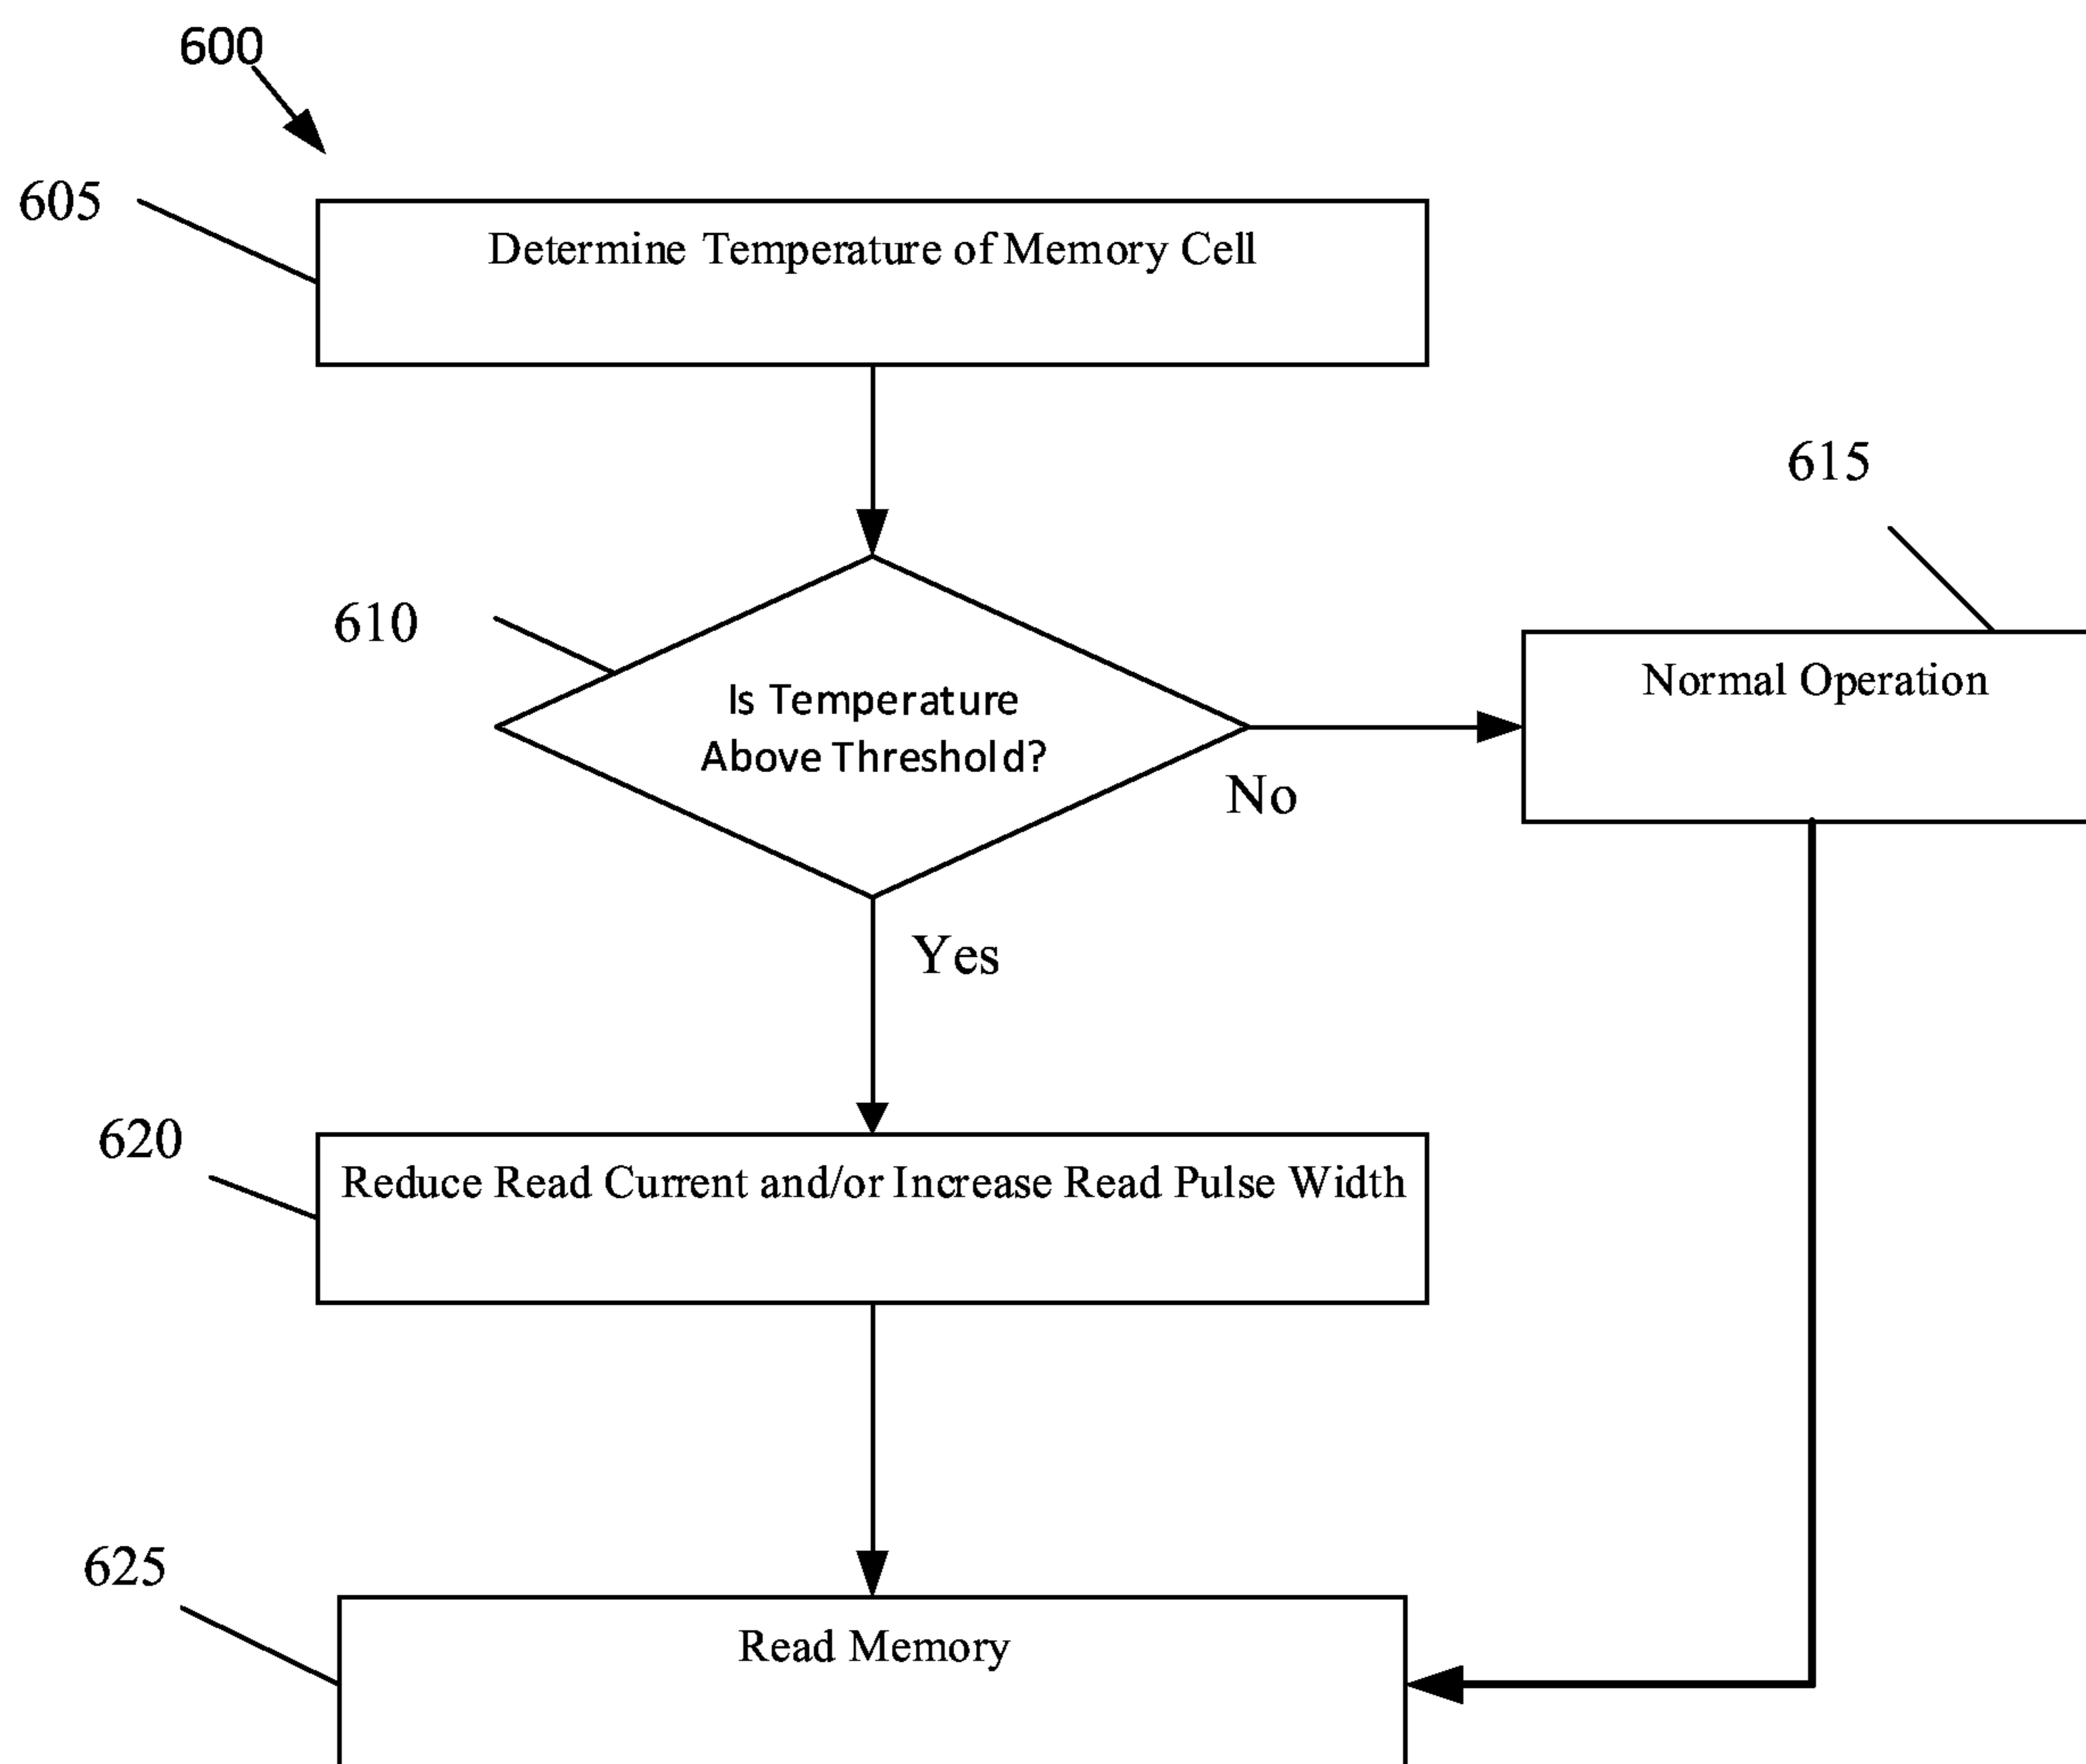 600
605
Determine Temperature of Memory Cell
615
610
Is Temperature
Above Threshold?
Normal Operation
No
Yes
620
Reduce Read Current and/or Increase Read Pulse Width
625
Read Memory